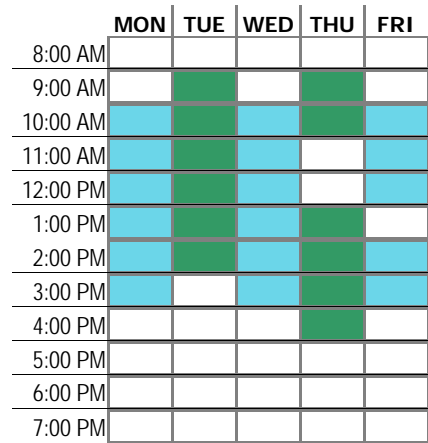 MON TUE WED THU FRI
8:00 AM
9:00 AM
10:00 AM
11:00 AM
12:00 PM
1:00 PM
2:00 PM
3:00 PM
4:00 PM
5:00 PM
6:00 PM
7:00 PM